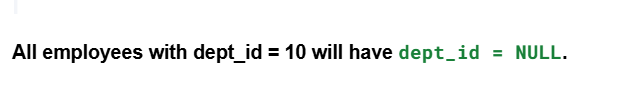 All employees with dept_id = 10 will have dept_id = NULL.